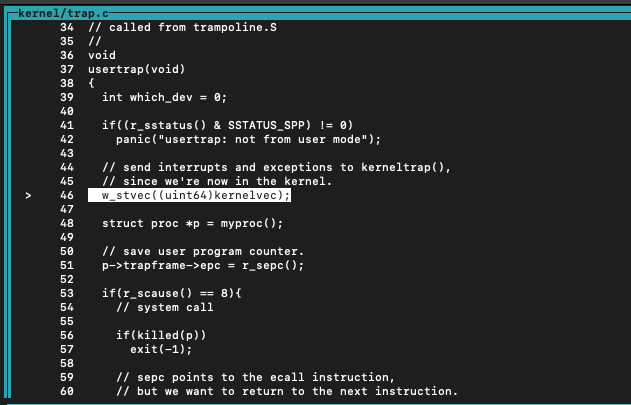 kernel/trap.c
34 // called from trampoline.S
35 //
36 void
37 usertrap(void)
38 {
39   int which_dev = 0;
40
41   if((r_sstatus() & SSTATUS_SPP) != 0)
42     panic("usertrap: not from user mode");
43
44   // send interrupts and exceptions to kerneltrap(),
45   // since we're now in the kernel.
> 46   w_stvec((uint64)kernelvec);
47
48   struct proc *p = myproc();
49
50   // save user program counter.
51   p->trapframe->epc = r_sepc();
52
53   if(r_scause() == 8){
54     // system call
55
56     if(killed(p))
57       exit(-1);
58
59     // sepc points to the ecall instruction,
60     // but we want to return to the next instruction.